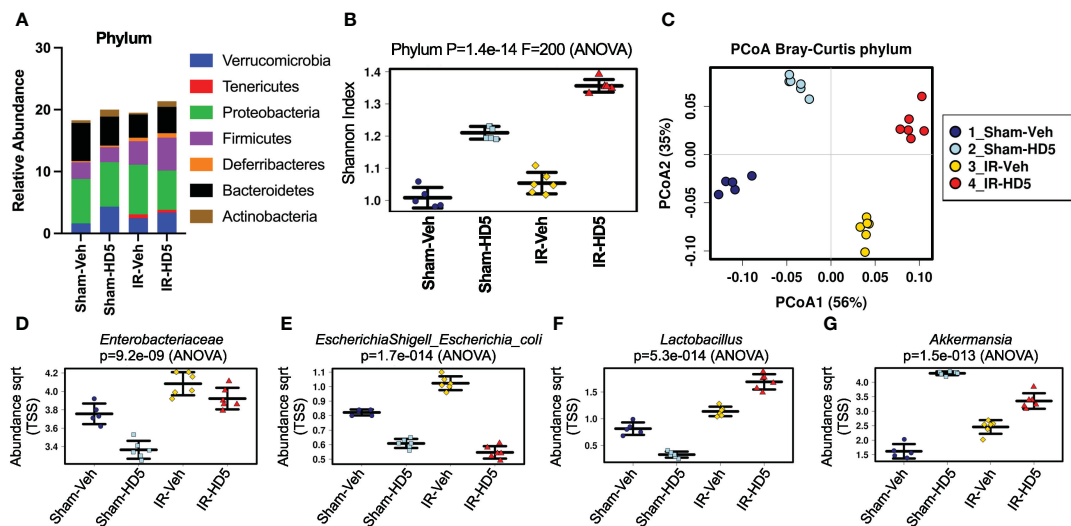 A
Phylum
Relative Abundance
30
20
10
0
Sham-Veh
Sham-HD5
IR-Veh
IR-HD5
Verrucomicrobia
Tenericutes
Proteobacteria
Firmicutes
Deferribacteres
Bacteroidetes
Actinobacteria
B
Phylum P=1.4e-14 F=200 (ANOVA)
Shannon Index
1.4
1.3
1.2
1.0
Sham-Veh
Sham-HD5
IR-Veh
IR-HD5
C
PCoA Bray-Curtis phylum
PCoA2 (35%)
0.05
0.00
-0.05
-0.10
-0.10
-0.05
0.00
0.05
0.10
PCoA1 (56%)
1_Sham-Veh
2_Sham-HD5
3_IR-Veh
4_IR-HD5
D
Enterobacteriaceae
p=9.2e-09 (ANOVA)
Abundance sqrt
(TSS)
4.2
4.0
3.8
3.6
3.4
Sham-Veh
Sham-HD5
IR-Veh
IR-HD5
E
EscherichiaShigell_Escherichia_coli
p=1.7e-014 (ANOVA)
Abundance sqrt
(TSS)
1.1
1.0
0.9
0.8
0.7
0.6
0.5
Sham-Veh
Sham-HD5
IR-Veh
IR-HD5
F
Lactobacillus
p=5.3e-014 (ANOVA)
Abundance sqrt
(TSS)
1.5
1.0
0.5
Sham-Veh
Sham-HD5
IR-Veh
IR-HD5
G
Akkermansia
p=1.5e-013 (ANOVA)
Abundance sqrt
(TSS)
4.0
3.5
3.0
2.5
2.0
1.5
Sham-Veh
Sham-HD5
IR-Veh
IR-HD5